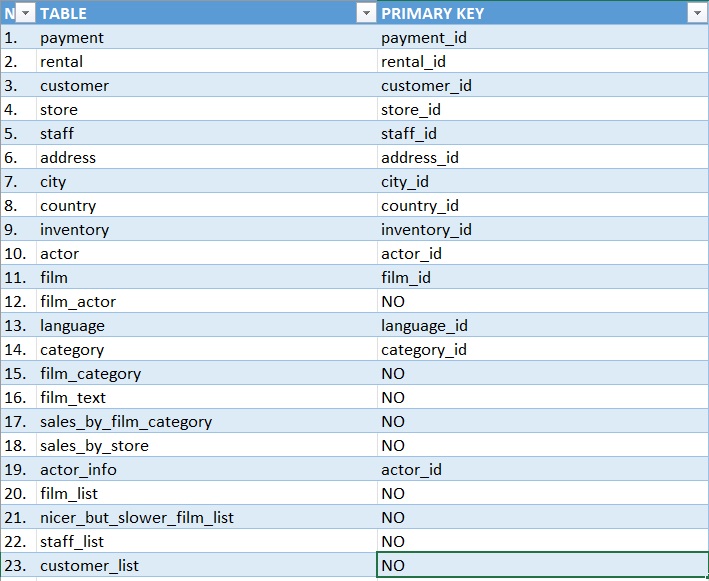 N TABLE PRIMARY KEY
1. payment payment_id
2. rental rental_id
3. customer customer_id
4. store store_id
5. staff staff_id
6. address address_id
7. city city_id
8. country country_id
9. inventory inventory_id
10. actor actor_id
11. film film_id
12. film_actor NO
13. language language_id
14. category category_id
15. film_category NO
16. film_text NO
17. sales_by_film_category NO
18. sales_by_store NO
19. actor_info actor_id
20. film_list NO
21. nicer_but_slower_film_list NO
22. staff_list NO
23. customer_list NO